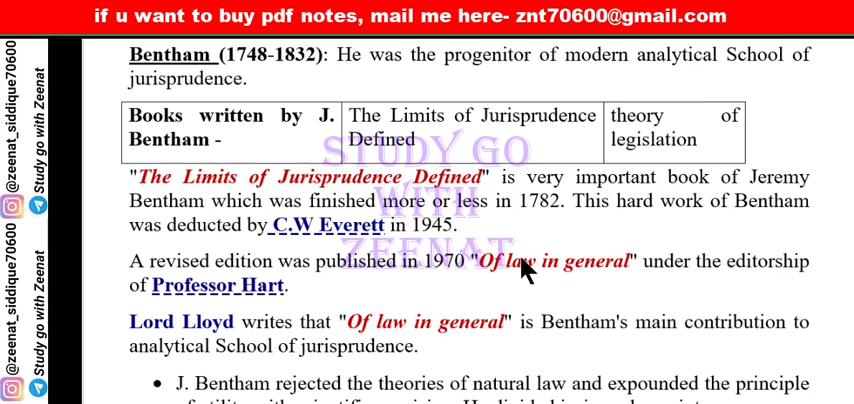 if u want to buy pdf notes, mail me here- znt70600@gmail.com
Bentham (1748-1832): He was the progenitor of modern analytical School of
jurisprudence.
Books written by J. Bentham - | The Limits of Jurisprudence Defined | theory of legislation
"The Limits of Jurisprudence Defined" is very important book of Jeremy
Bentham which was finished more or less in 1782. This hard work of Bentham
was deducted by C.W Everett in 1945.
A revised edition was published in 1970 "Of law in general" under the editorship
of Professor Hart.
Lord Lloyd writes that "Of law in general" is Bentham's main contribution to
analytical School of jurisprudence.
• J. Bentham rejected the theories of natural law and expounded the principle
STUDY GO
WITH
ZEENAT
@zeenat_siddique70600
Study go with Zeenat
@zeenat_siddique70600
Study go with Zeenat